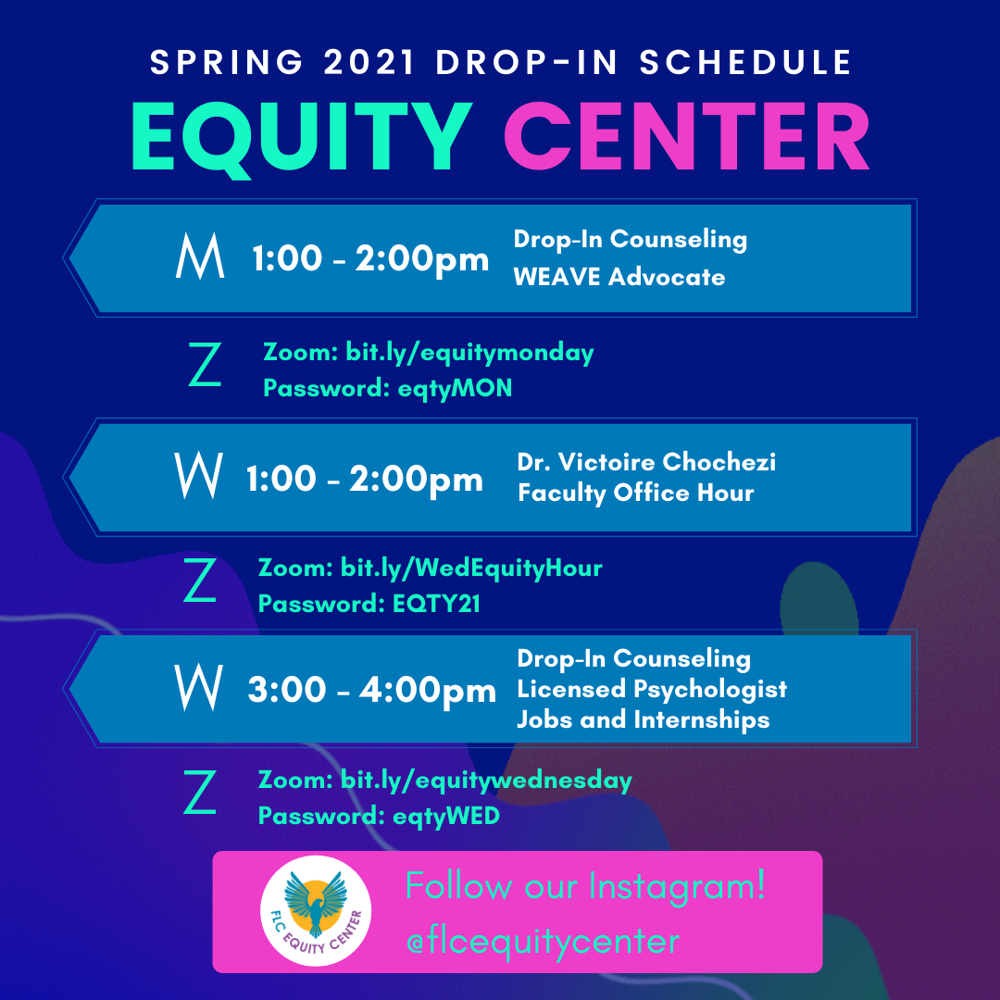 SPRING 2021 DROP-IN SCHEDULE
EQUITY CENTER
M 1:00 - 2:00pm
Drop-In Counseling
WEAVE Advocate
Z
Zoom: bit.ly/equitymonday
Password: eqtyMON
W 1:00 - 2:00pm
Dr. Victoire Chochezi
Faculty Office Hour
Z
Zoom: bit.ly/WedEquityHour
Password: EQTY21
W 3:00 - 4:00pm
Drop-In Counseling
Licensed Psychologist
Jobs and Internships
Z
Zoom: bit.ly/equitywednesday
Password: eqtyWED
FLC EQUITY CENTER
Follow our Instagram!
@flcequitycenter